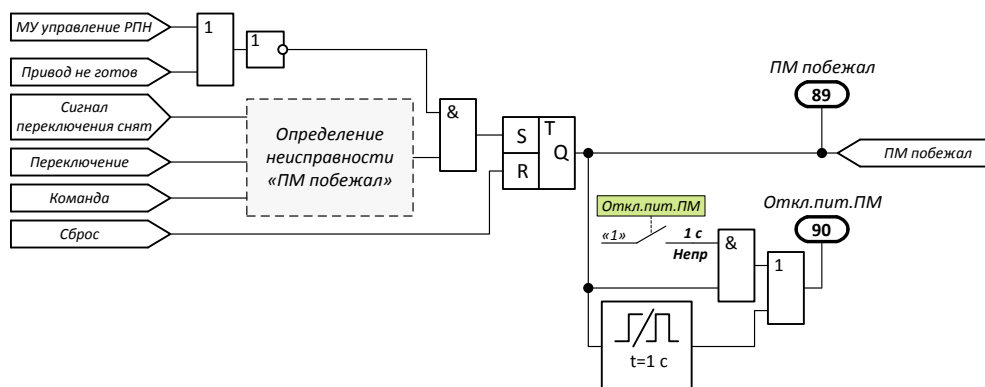 МУ управление РПН
Привод не готов
Сигнал
переключения снят
Переключение
Команда
Сброс
1
1
Определение
неисправности
«ПМ побежал»
&
S
R
T
Q
ПМ побежал
89
ПМ побежал
Откл.пит.ПМ
«1»
1 с
Непр
&
1
Откл.пит.ПМ
90
t=1 с